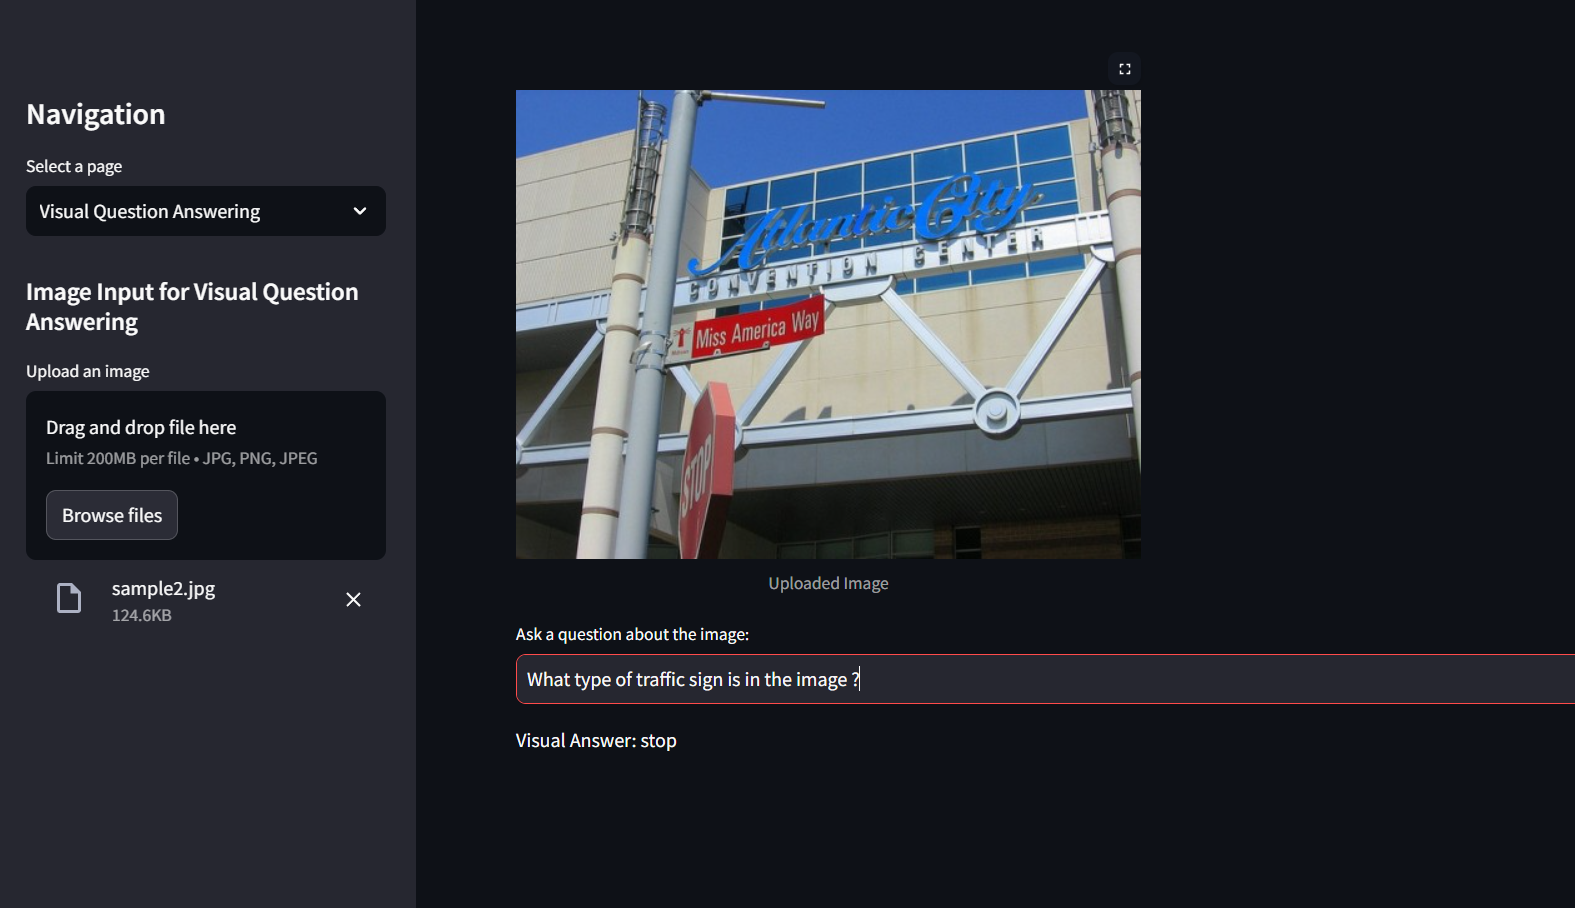 Navigation
Select a page
Visual Question Answering
Image Input for Visual Question
Answering
Upload an image
Drag and drop file here
Limit 200MB per file • JPG, PNG, JPEG
Browse files
sample2.jpg
124.6KB
Atlantic City
CONVENTION CENTER
Miss America Way
STOP
Uploaded Image
Ask a question about the image:
What type of traffic sign is in the image ?
Visual Answer: stop